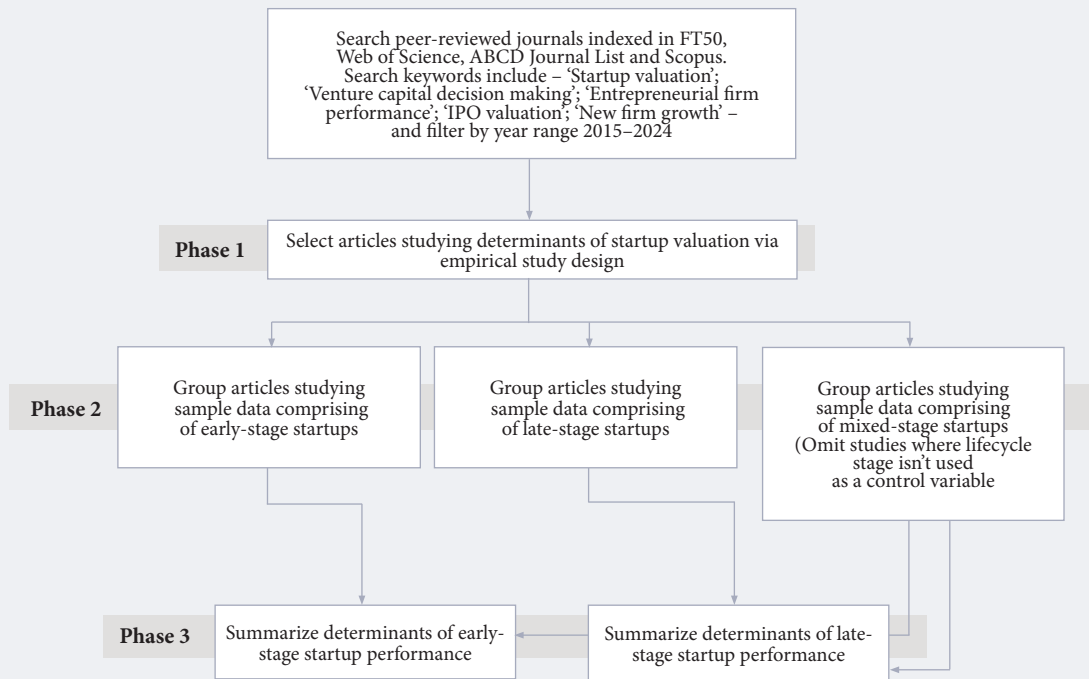 Search peer-reviewed journals indexed in FT50,
Web of Science, ABCD Journal List and Scopus.
Search keywords include – ‘Startup valuation’;
‘Venture capital decision making’; ‘Entrepreneurial firm
performance’; ‘IPO valuation’; ‘New firm growth’ –
and filter by year range 2015–2024
Phase 1
Select articles studying determinants of startup valuation via
empirical study design
Phase 2
Group articles studying
sample data comprising
of early-stage startups
Group articles studying
sample data comprising
of late-stage startups
Group articles studying
sample data comprising
of mixed-stage startups
(Omit studies where lifecycle
stage isn’t used
as a control variable
Phase 3
Summarize determinants of early-
stage startup performance
Summarize determinants of late-
stage startup performance